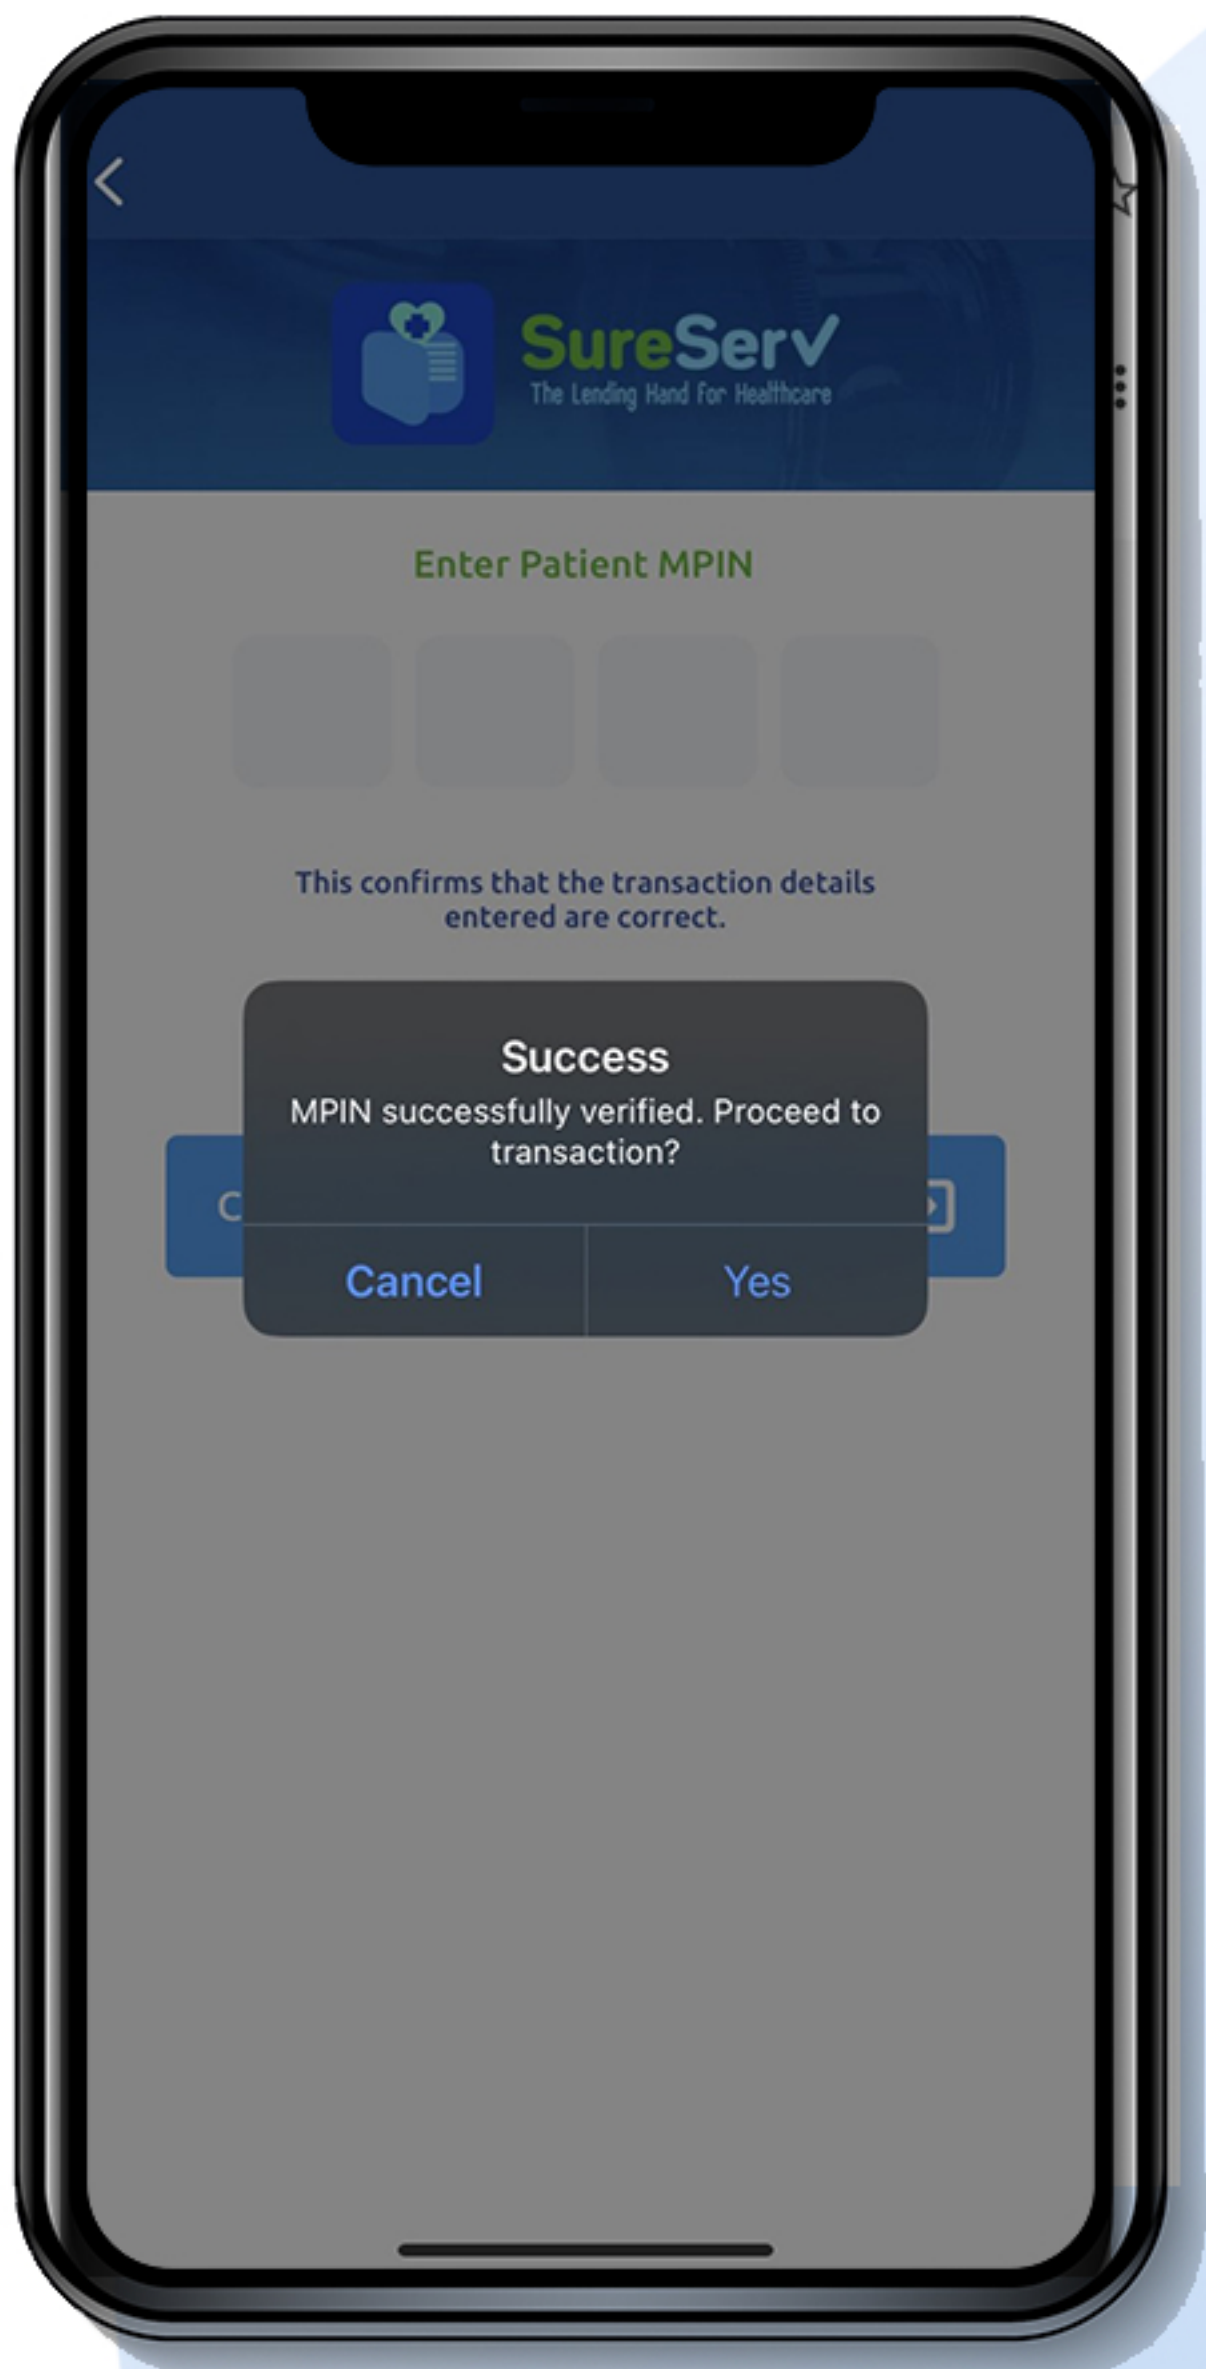 SureServ
The Lending Hand For Healthcare
Enter Patient MPIN
This confirms that the transaction details
entered are correct.
Success
MPIN successfully verified. Proceed to
transaction?
C
Cancel
Yes